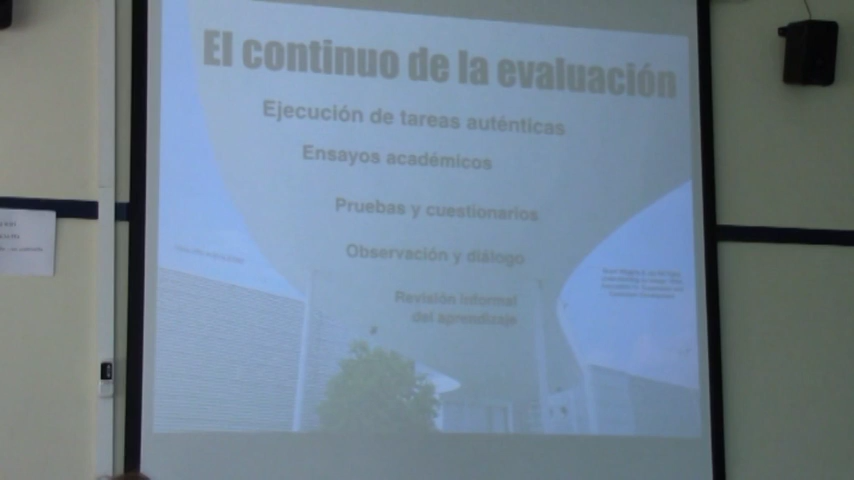 El continuo de la evaluación
Ejecución de tareas auténticas
Ensayos académicos
Pruebas y cuestionarios
Observación y diálogo
Revisión informal
del aprendizaje